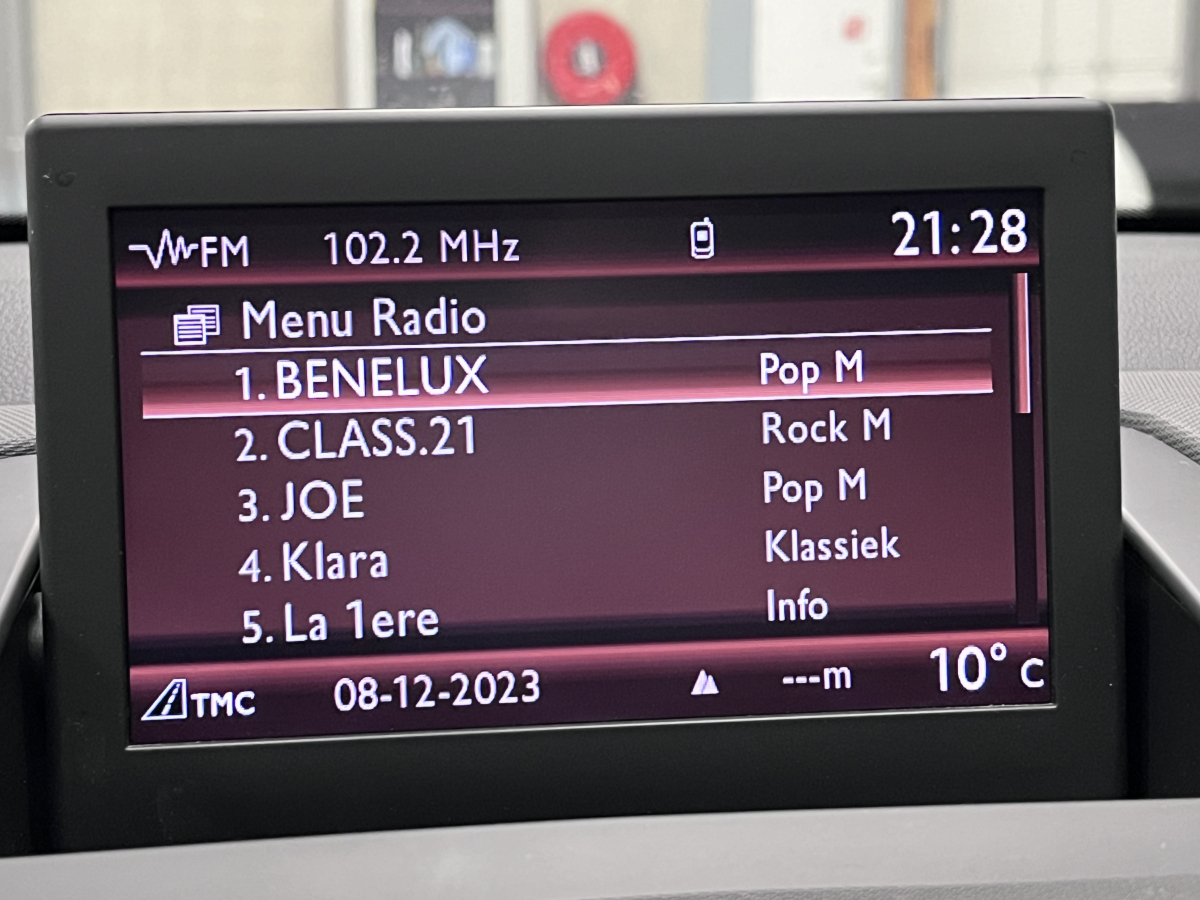 FM 102.2 MHz 21:28
Menu Radio
1. BENELUX Pop M
2. CLASS.21 Rock M
3. JOE Pop M
4. Klara Klassiek
5. La 1ere Info
TMC 08-12-2023 ---m 10° c